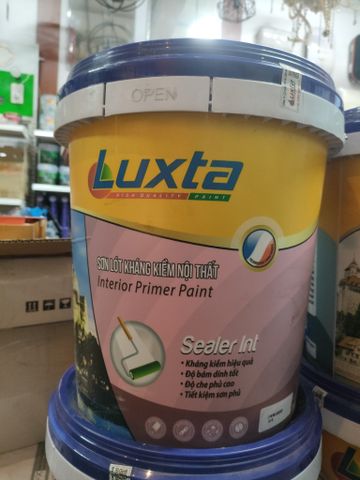 OPEN
Luxta
HIGH QUALITY PAINT
SƠN LÓT KHÁNG KIỀM NỘI THẤT
Interior Primer Paint
Sealer Int
• Kháng kiềm hiệu quả
• Độ bám dính tốt
• Độ che phủ cao
• Tiết kiệm sơn phủ